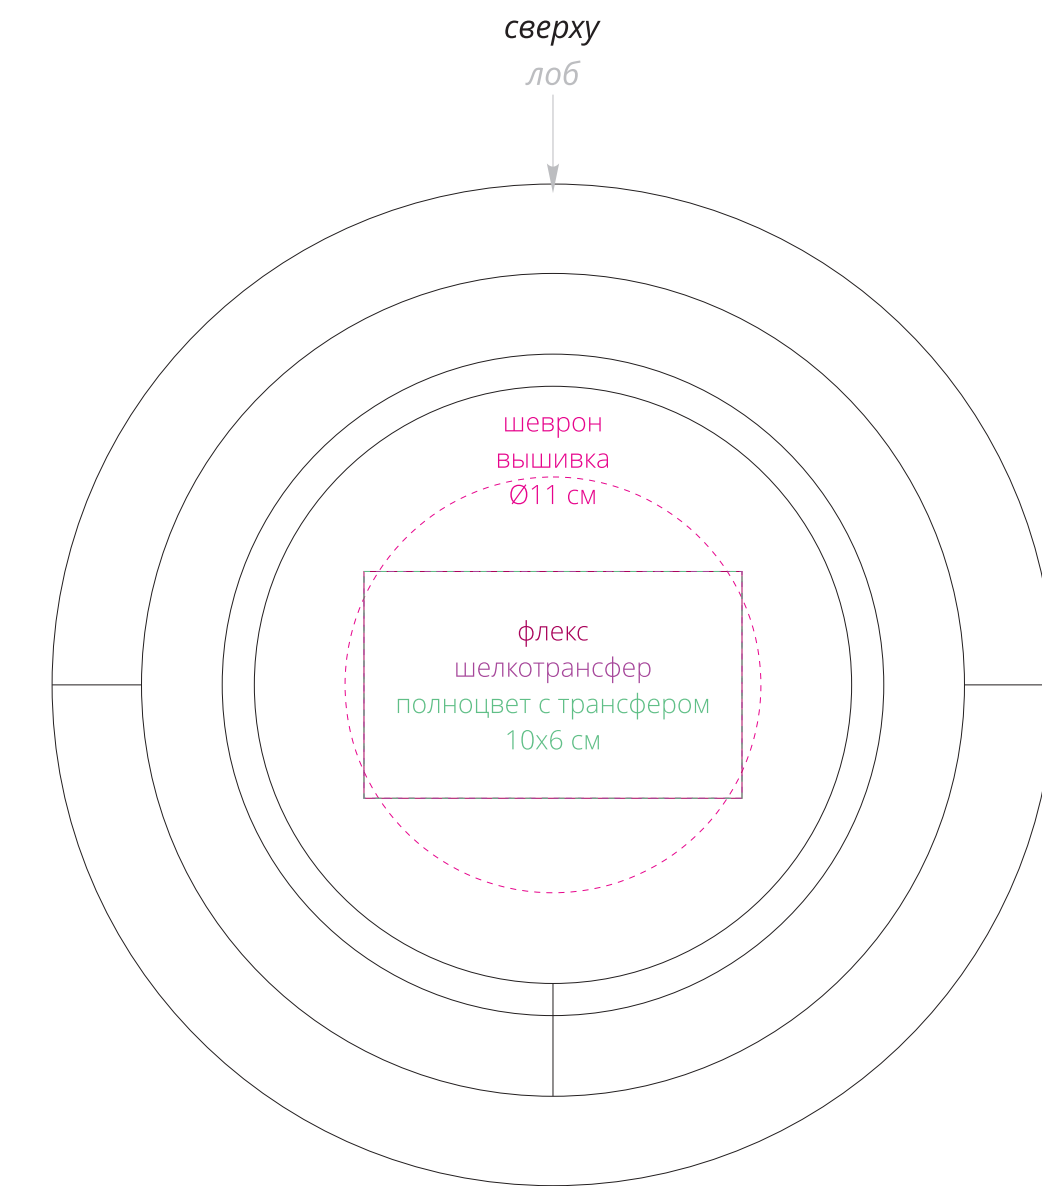 сверху
лоб
шеврон
вышивка
Ø11 см
флекс
шелкотрансфер
полноцвет с трансфером
10х6 см